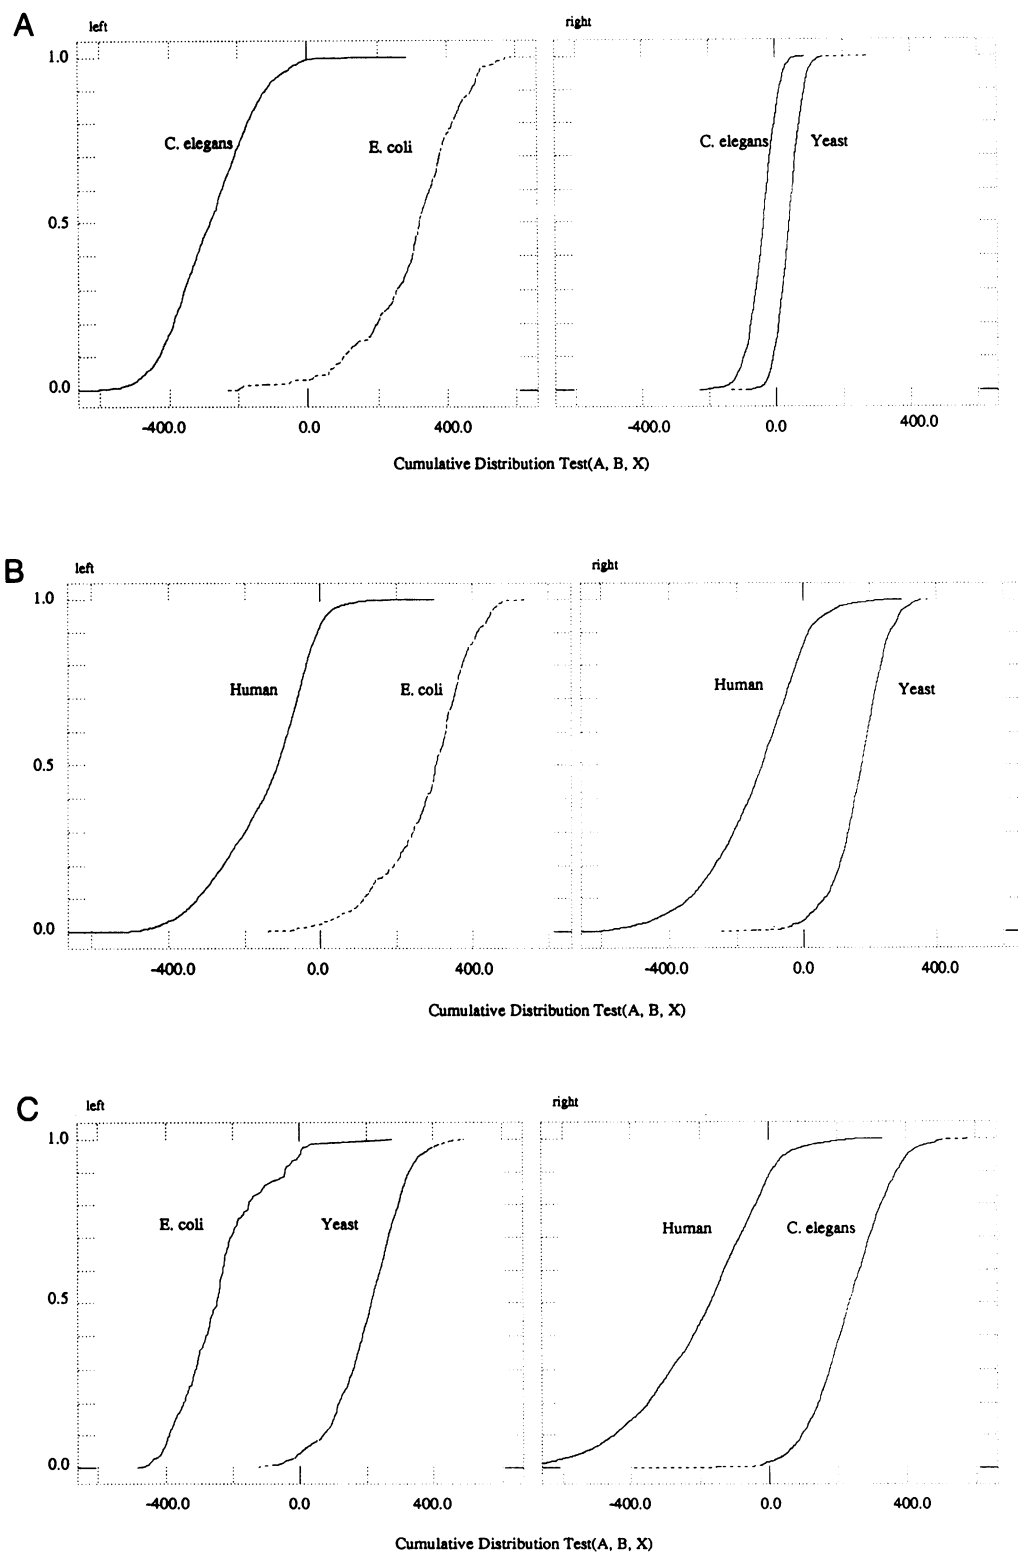 A
left
right
1.0
C. elegans
E. coli
C. elegans
Yeast
0.5
0.0
-400.0 0.0 400.0
-400.0 0.0 400.0
Cumulative Distribution Test(A, B, X)
B
left
right
1.0
Human
E. coli
Human
Yeast
0.5
0.0
-400.0 0.0 400.0
-400.0 0.0 400.0
Cumulative Distribution Test(A, B, X)
C
left
right
1.0
E. coli
Yeast
Human
C. elegans
0.5
0.0
-400.0 0.0 400.0
-400.0 0.0 400.0
Cumulative Distribution Test(A, B, X)